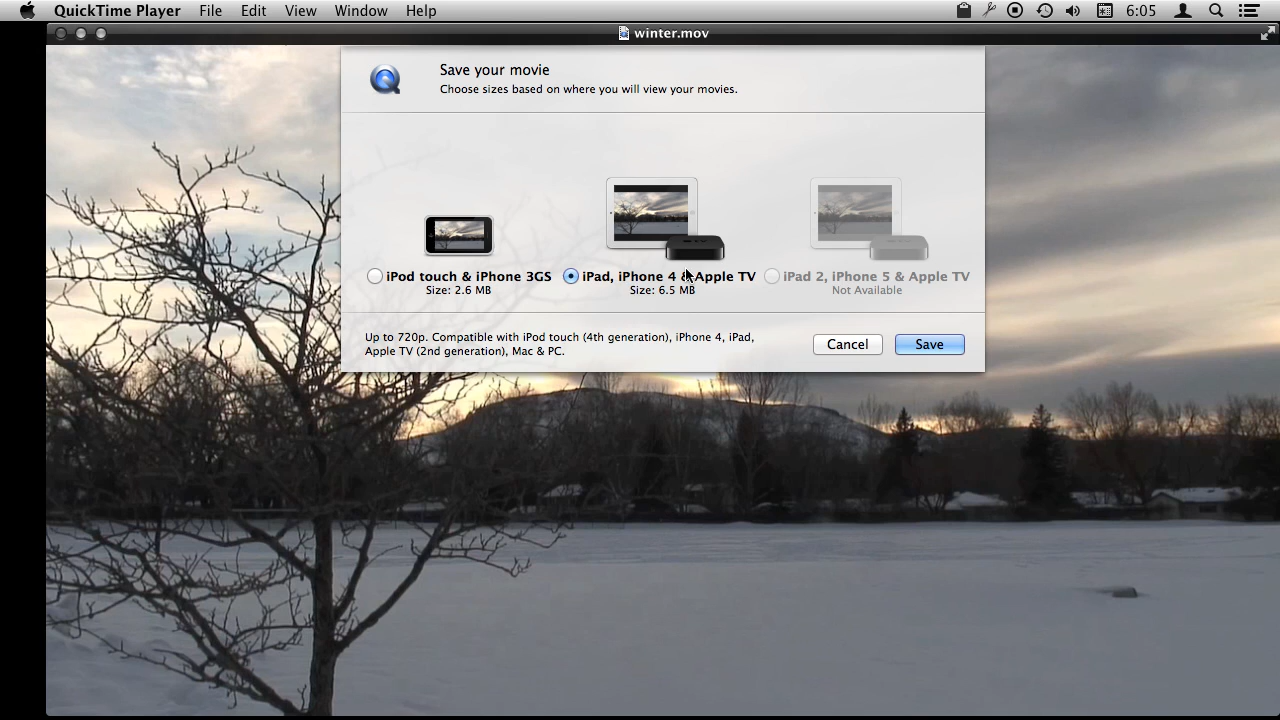 QuickTime Player File Edit View Window Help 6:05
winter.mov
Save your movie
Choose sizes based on where you will view your movies.
iPod touch & iPhone 3GS
Size: 2.6 MB
iPad, iPhone 4 & Apple TV
Size: 6.5 MB
iPad 2, iPhone 5 & Apple TV
Not Available
Up to 720p. Compatible with iPod touch (4th generation), iPhone 4, iPad,
Apple TV (2nd generation), Mac & PC.
Cancel Save